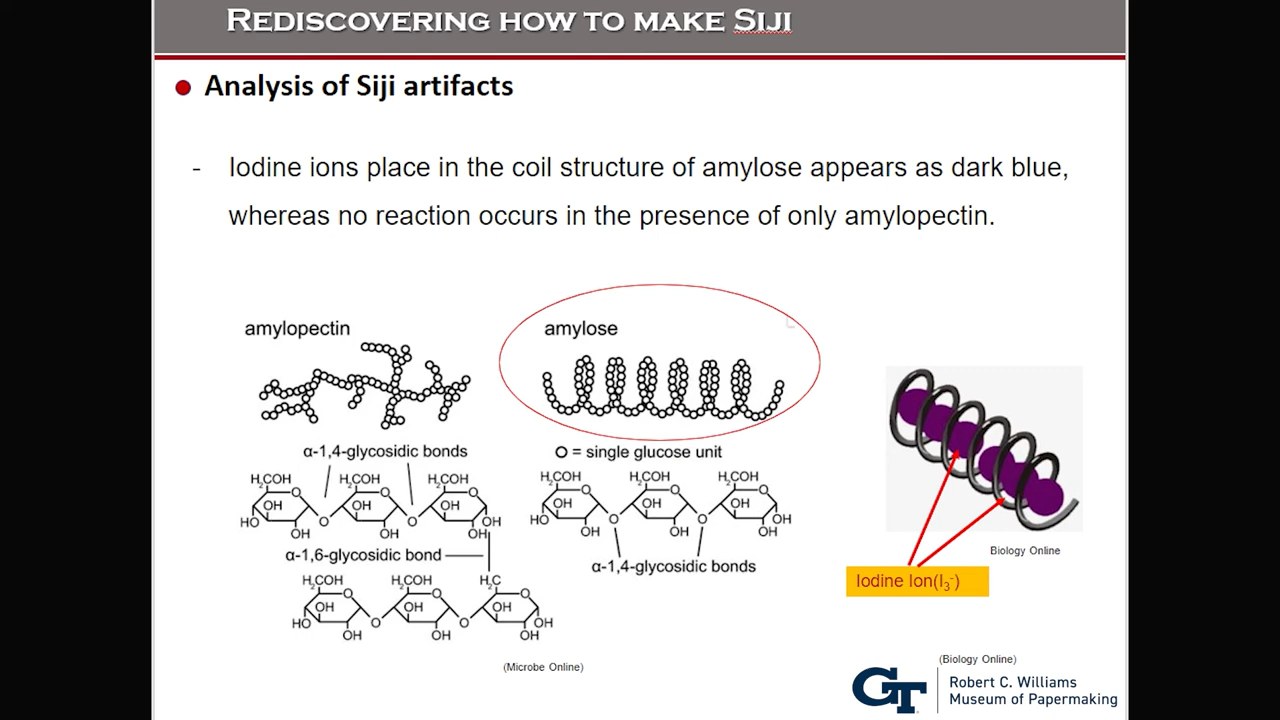 REDISCOVERING HOW TO MAKE SIJI
Analysis of Siji artifacts
- Iodine ions place in the coil structure of amylose appears as dark blue,
whereas no reaction occurs in the presence of only amylopectin.
amylopectin
α-1,4-glycosidic bonds
H₂COH H₂COH H₂COH
O O O
OH OH OH
HO O O OH
OH OH OH
α-1,6-glycosidic bond
H₂COH H₂COH H₂C
O O O
OH OH OH
HO O O OH
OH OH OH
amylose
O = single glucose unit
H₂COH H₂COH H₂COH
O O O
OH OH OH
HO O O OH
OH OH OH
α-1,4-glycosidic bonds
(Microbe Online)
Biology Online
Iodine Ion(I₃⁻)
(Biology Online)
GT
Robert C. Williams
Museum of Papermaking